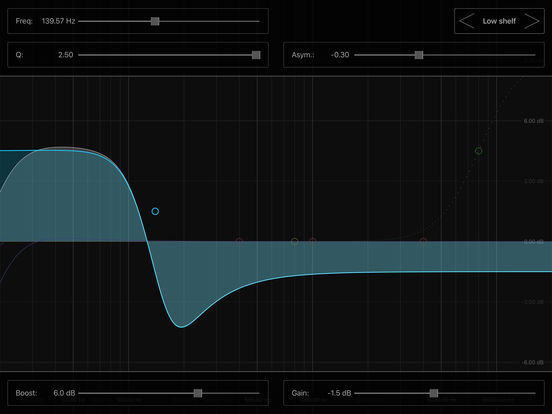 Freq: 139.57 Hz
Low shelf
Q: 2.50
Asym.: -0.30
6.00 dB
3.00 dB
0.00 dB
-3.00 dB
-6.00 dB
Boost: 6.0 dB
Gain: -1.5 dB